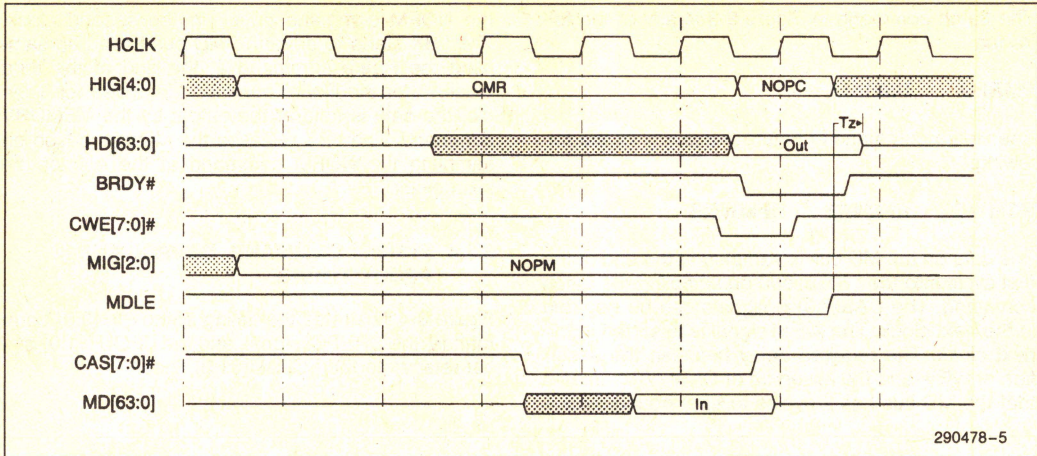 HCLK
HIG[4:0] CMR NOPC
Tz
HD[63:0] Out
BRDY#
CWE[7:0]#
MIG[2:0] NOPM
MDLE
CAS[7:0]#
MD[63:0] In
290478-5